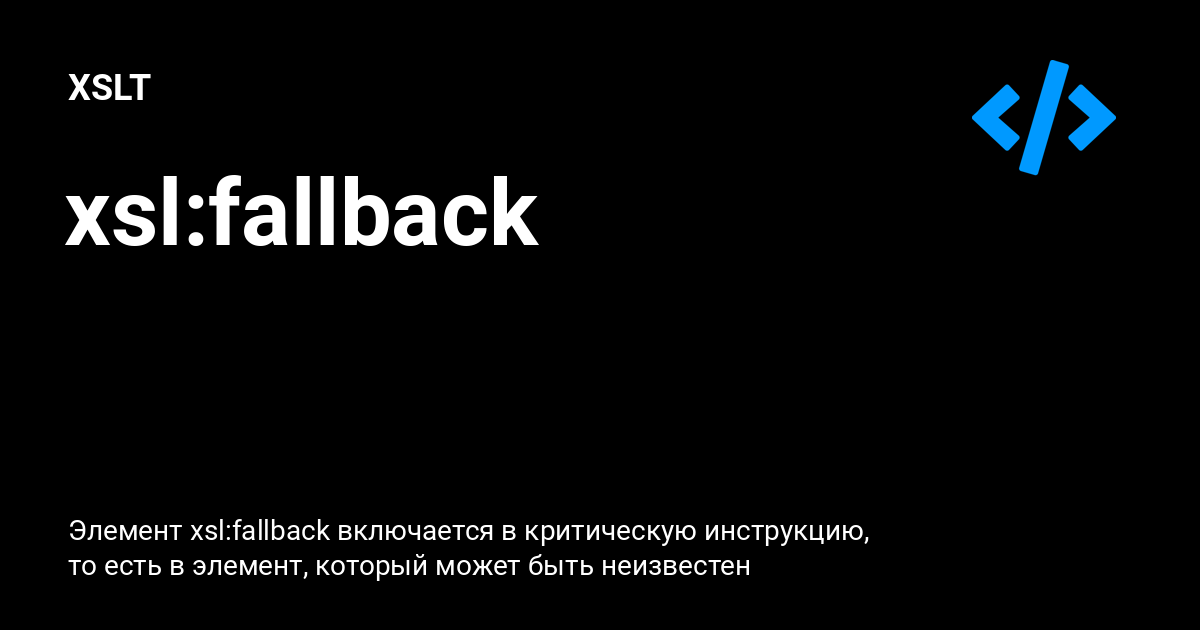 XSLT
xsl:fallback
Элемент xsl:fallback включается в критическую инструкцию,
то есть в элемент, который может быть неизвестен